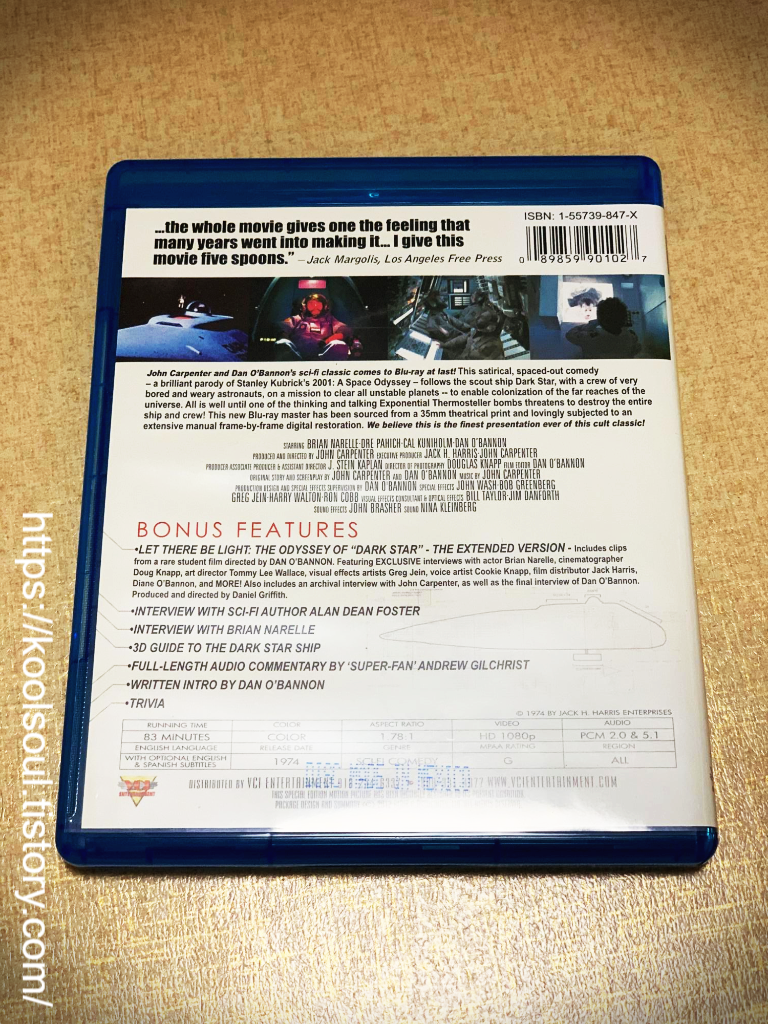 ...the whole movie gives one the feeling that
many years went into making it... I give this
movie five spoons." – Jack Margolis, Los Angeles Free Press
ISBN: 1-55739-847-X
0 89859 90102 7
John Carpenter and Dan O'Bannon's sci-fi classic comes to Blu-ray at last! This satirical, spaced-out comedy
– a brilliant parody of Stanley Kubrick's 2001: A Space Odyssey – follows the scout ship Dark Star, with a crew of very
bored and weary astronauts, on a mission to clear all unstable planets -- to enable colonization of the far reaches of the
universe. All is well until one of the thinking and talking Exponential Thermosteller bombs threatens to destroy the entire
ship and crew! This new Blu-ray master has been sourced from a 35mm theatrical print and lovingly subjected to an
extensive manual frame-by-frame digital restoration. We believe this is the finest presentation ever of this cult classic!
STARRING BRIAN NARELLE·DRE PAHICH·CAL KUNIHOLM·DAN O'BANNON
PRODUCED AND DIRECTED BY JOHN CARPENTER EXECUTIVE PRODUCER JACK H. HARRIS·JOHN CARPENTER
PRODUCER ASSOCIATE PRODUCER & ASSISTANT DIRECTOR J. STEIN KAPLAN DIRECTOR OF PHOTOGRAPHY DOUGLAS KNAPP FILM EDITOR DAN O'BANNON
ORIGINAL STORY AND SCREENPLAY BY JOHN CARPENTER AND DAN O'BANNON MUSIC BY JOHN CARPENTER
PRODUCTION DESIGN AND SPECIAL EFFECTS SUPERVISION BY DAN O'BANNON SPECIAL EFFECTS JOHN WASH·BOB GREENBERG
GREG JEIN·HARRY WALTON·RON COBB VISUAL EFFECTS CONSULTANT & OPTICAL EFFECTS BILL TAYLOR·JIM DANFORTH
SOUND EFFECTS JOHN BRASHER SOUND NINA KLEINBERG
BONUS FEATURES
•LET THERE BE LIGHT: THE ODYSSEY OF "DARK STAR" - THE EXTENDED VERSION - Includes clips
from a rare student film directed by DAN O'BANNON. Featuring EXCLUSIVE interviews with actor Brian Narelle, cinematographer
Doug Knapp, art director Tommy Lee Wallace, visual effects artists Greg Jein, voice artist Cookie Knapp, film distributor Jack Harris,
Diane O'Bannon, and MORE! Also includes an archival interview with John Carpenter, as well as the final interview of Dan O'Bannon.
Produced and directed by Daniel Griffith.
•INTERVIEW WITH SCI-FI AUTHOR ALAN DEAN FOSTER
•INTERVIEW WITH BRIAN NARELLE
•3D GUIDE TO THE DARK STAR SHIP
•FULL-LENGTH AUDIO COMMENTARY BY 'SUPER-FAN' ANDREW GILCHRIST
•WRITTEN INTRO BY DAN O'BANNON
•TRIVIA
© 1974 BY JACK H. HARRIS ENTERPRISES
RUNNING TIME COLOR ASPECT RATIO VIDEO AUDIO
83 MINUTES COLOR 1.78:1 HD 1080p PCM 2.0 & 5.1
ENGLISH LANGUAGE RELEASE DATE GENRE MPAA RATING REGION
WITH OPTIONAL ENGLISH & SPANISH SUBTITLES 1974 SCI-FI COMEDY G ALL
VCI ENTERTAINMENT
DISTRIBUTED BY VCI ENTERTAINMENT WWW.VCIENTERTAINMENT.COM
THIS SPECIAL EDITION MOTION PICTURE
PACKAGE DESIGN AND
https://koolsoul.tistory.com/